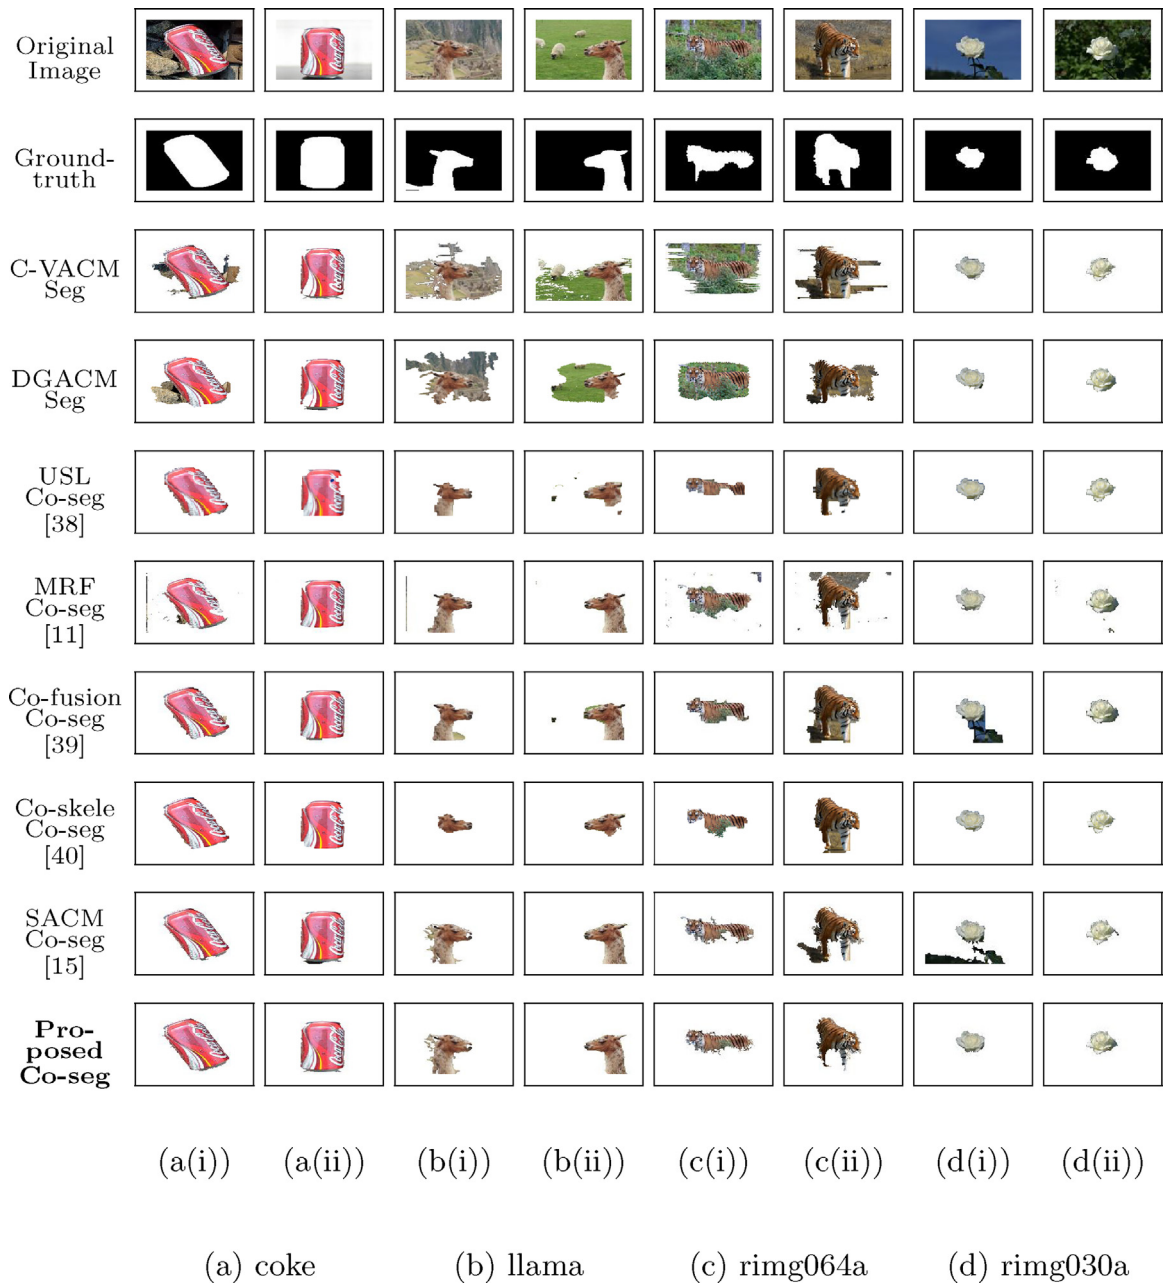 Original
Image
Ground-
truth
C-VACM
Seg
DGACM
Seg
USL
Co-seg
[38]
MRF
Co-seg
[11]
Co-fusion
Co-seg
[39]
Co-skele
Co-seg
[40]
SACM
Co-seg
[15]
Pro-
posed
Co-seg
(a(i)) (a(ii)) (b(i)) (b(ii)) (c(i)) (c(ii)) (d(i)) (d(ii))
(a) coke (b) llama (c) rimg064a (d) rimg030a